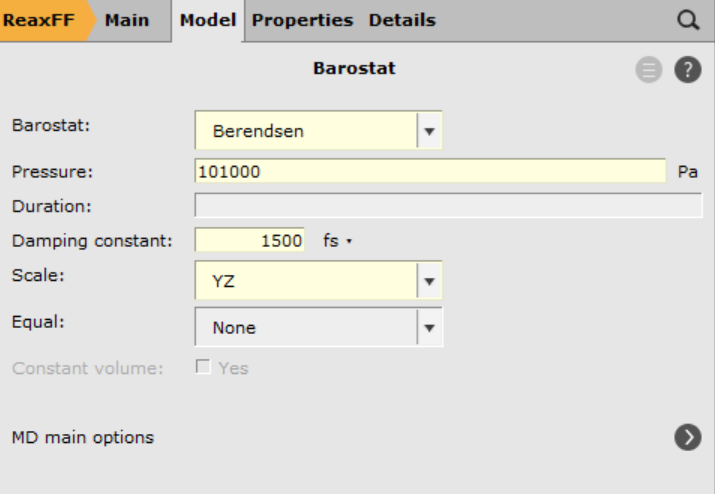 ReaxFF Main Model Properties Details
Barostat
Barostat: Berendsen
Pressure: 101000 Pa
Duration:
Damping constant: 1500 fs
Scale: YZ
Equal: None
Constant volume: Yes
MD main options